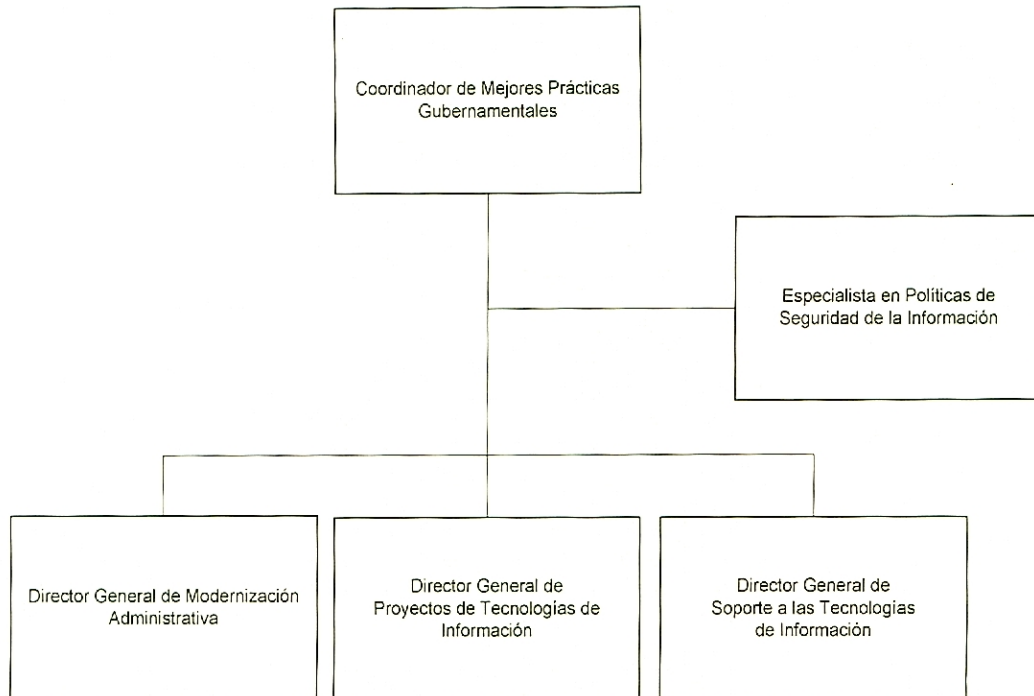 Coordinador de Mejores Prácticas
Gubernamentales
Especialista en Políticas de
Seguridad de la Información
Director General de Modernización
Administrativa
Director General de
Proyectos de Tecnologías de
Información
Director General de
Soporte a las Tecnologías
de Información